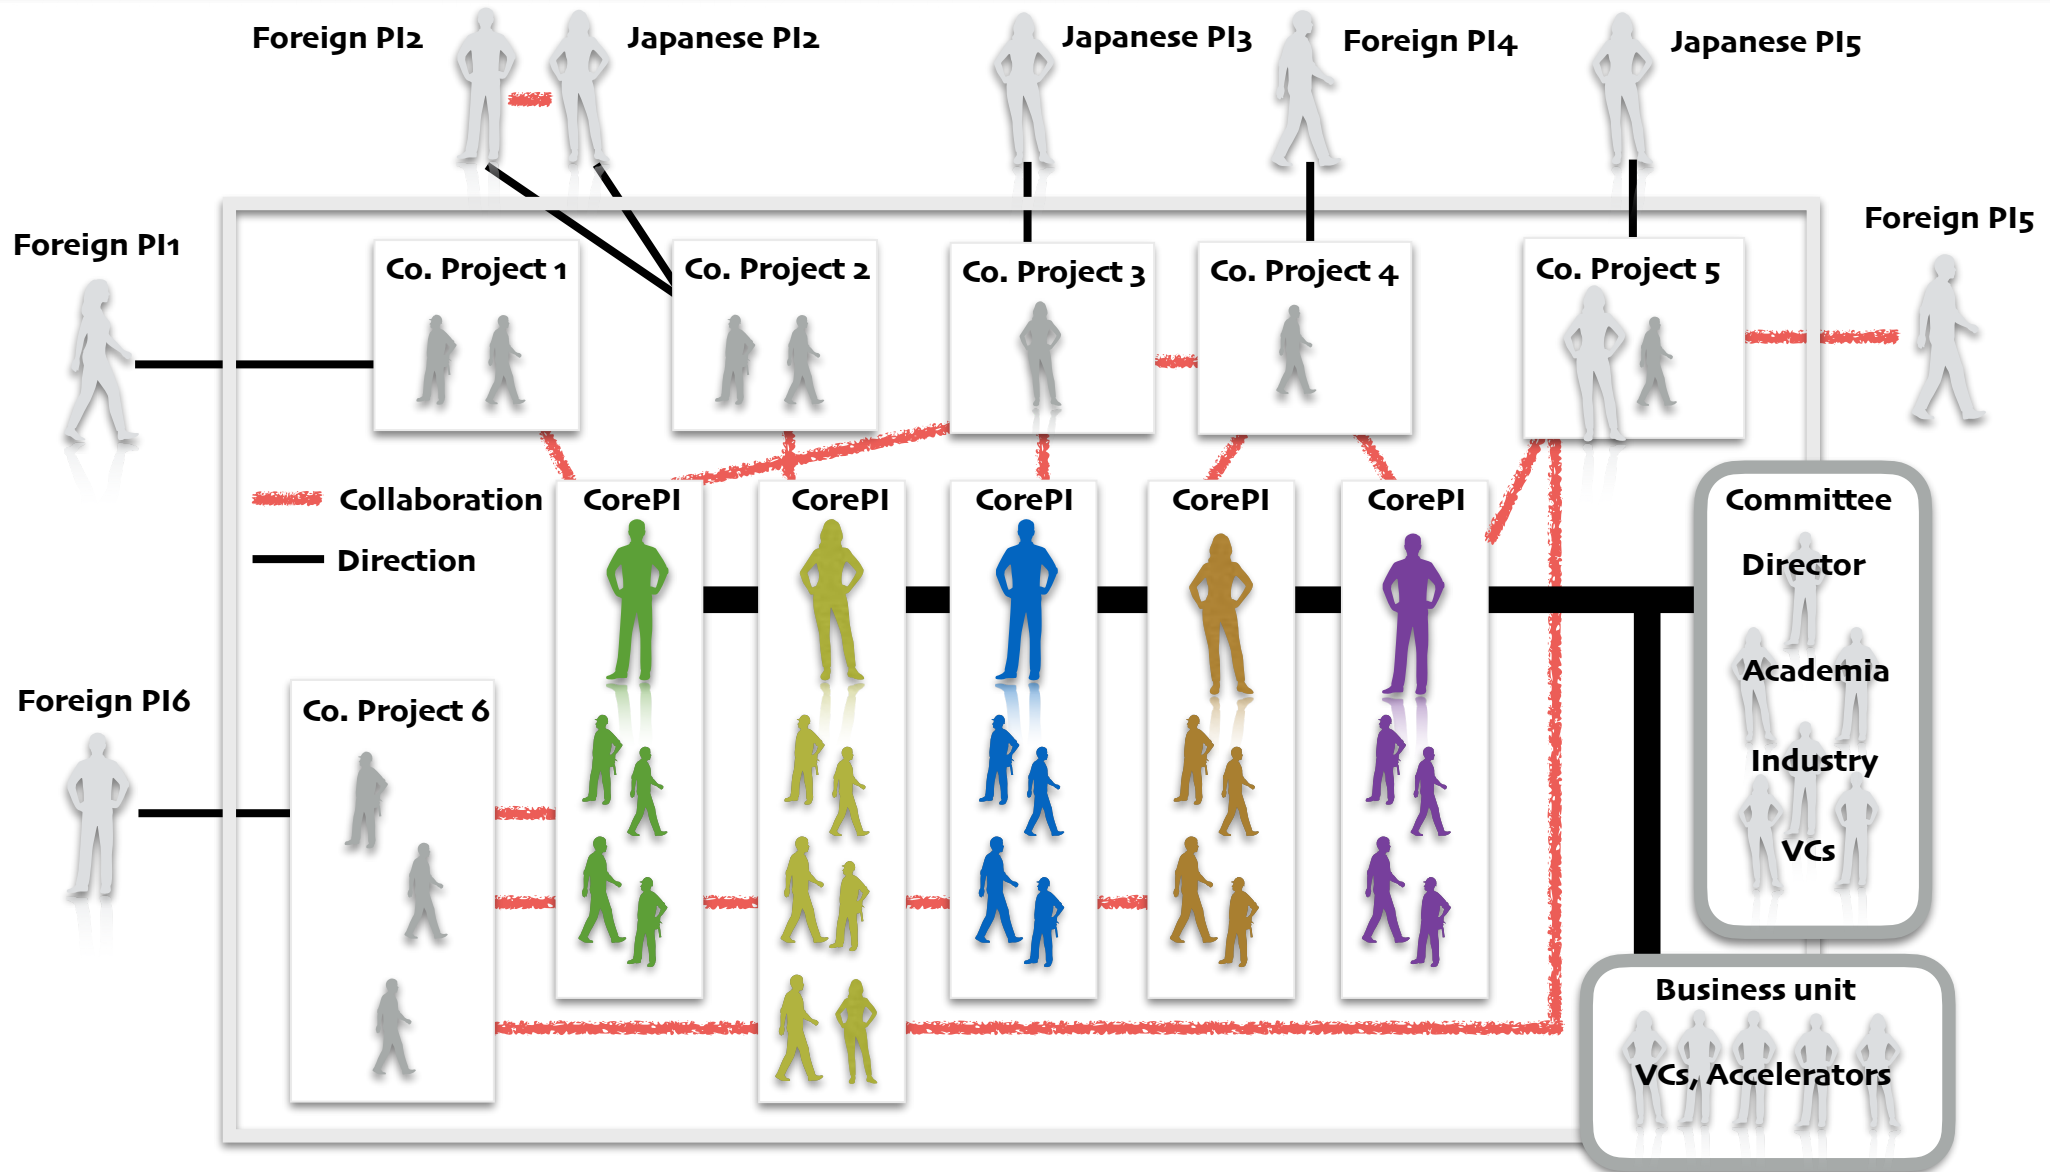 Foreign PI2
Japanese PI2
Japanese PI3
Foreign PI4
Japanese PI5
Foreign PI1
Foreign PI5
Co. Project 1
Co. Project 2
Co. Project 3
Co. Project 4
Co. Project 5
Collaboration
Direction
CorePI
CorePI
CorePI
CorePI
CorePI
Committee
Director
Academia
Industry
VCs
Foreign PI6
Co. Project 6
Business unit
VCs, Accelerators